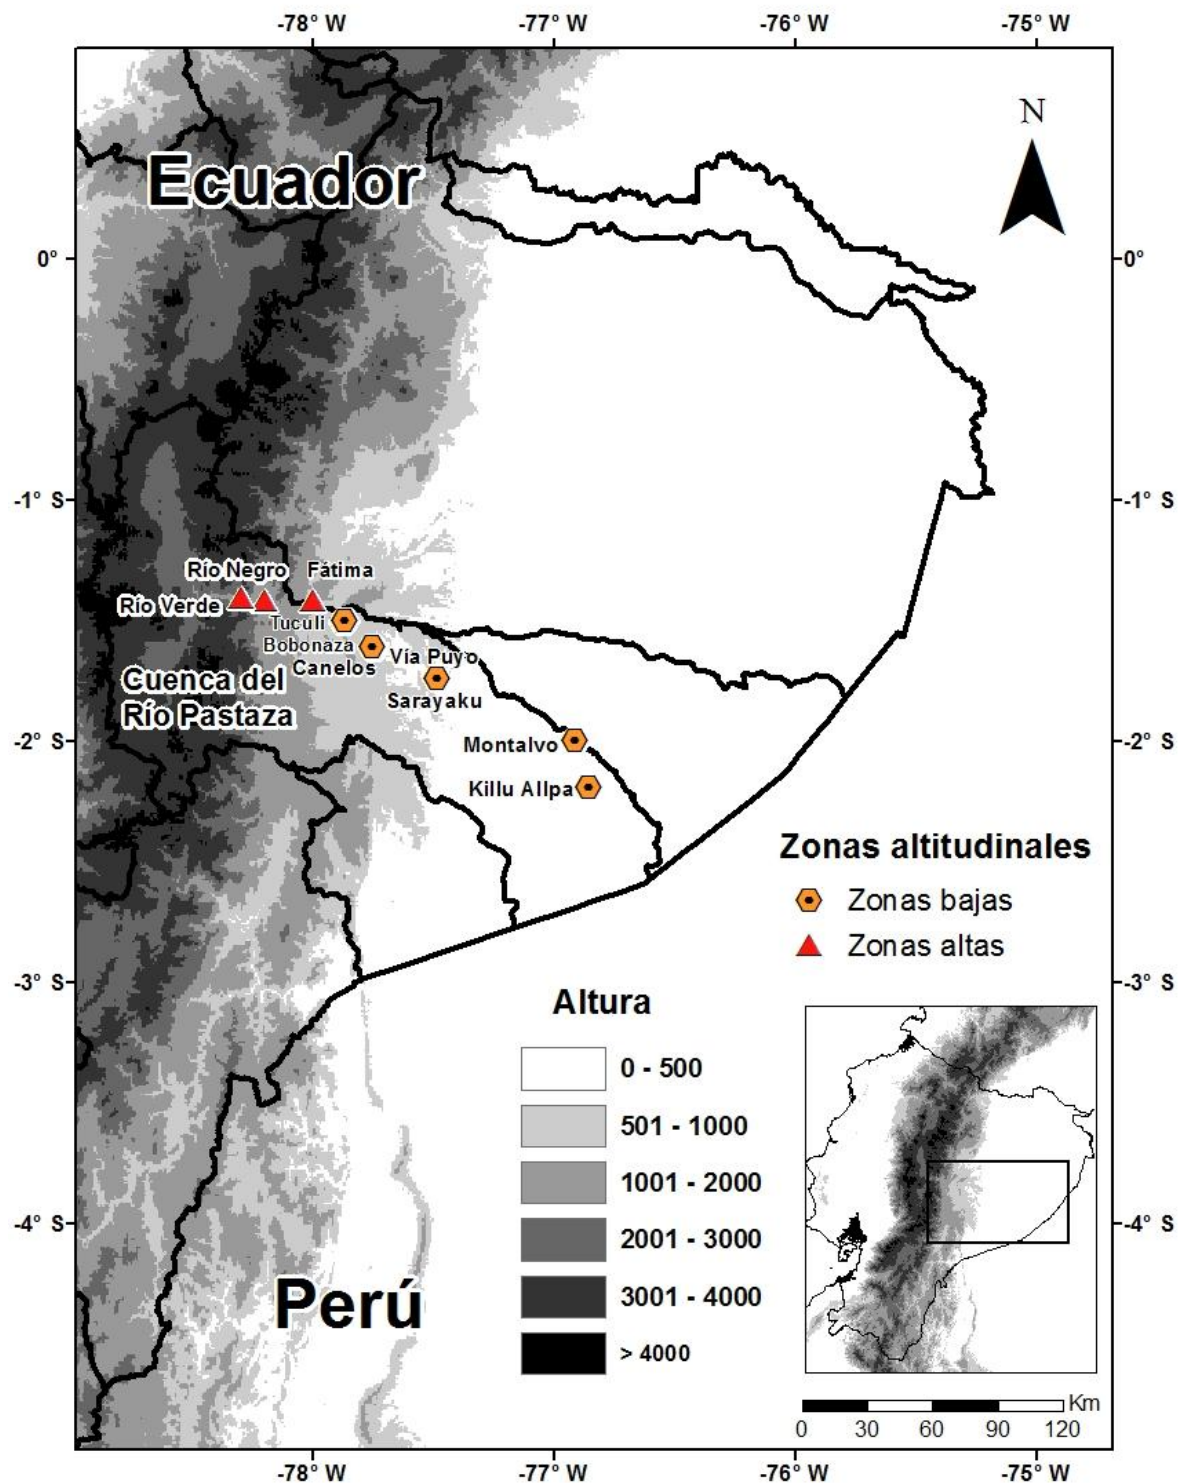 -78° W
-77° W
-76° W
-75° W
N
Ecuador
0°
0°
-1° S
-1° S
Río Negro
Fátima
Río Verde
Tuculí
Bobonaza
Canelos
Vía Puyo
Sarayaku
Cuenca del
Río Pastaza
-2° S
-2° S
Montalvo
Killu Allpa
Zonas altitudinales
Zonas bajas
Zonas altas
-3° S
-3° S
Altura
0 - 500
501 - 1000
1001 - 2000
2001 - 3000
3001 - 4000
> 4000
-4° S
-4° S
Perú
Km
0 30 60 90 120
-78° W
-77° W
-76° W
-75° W